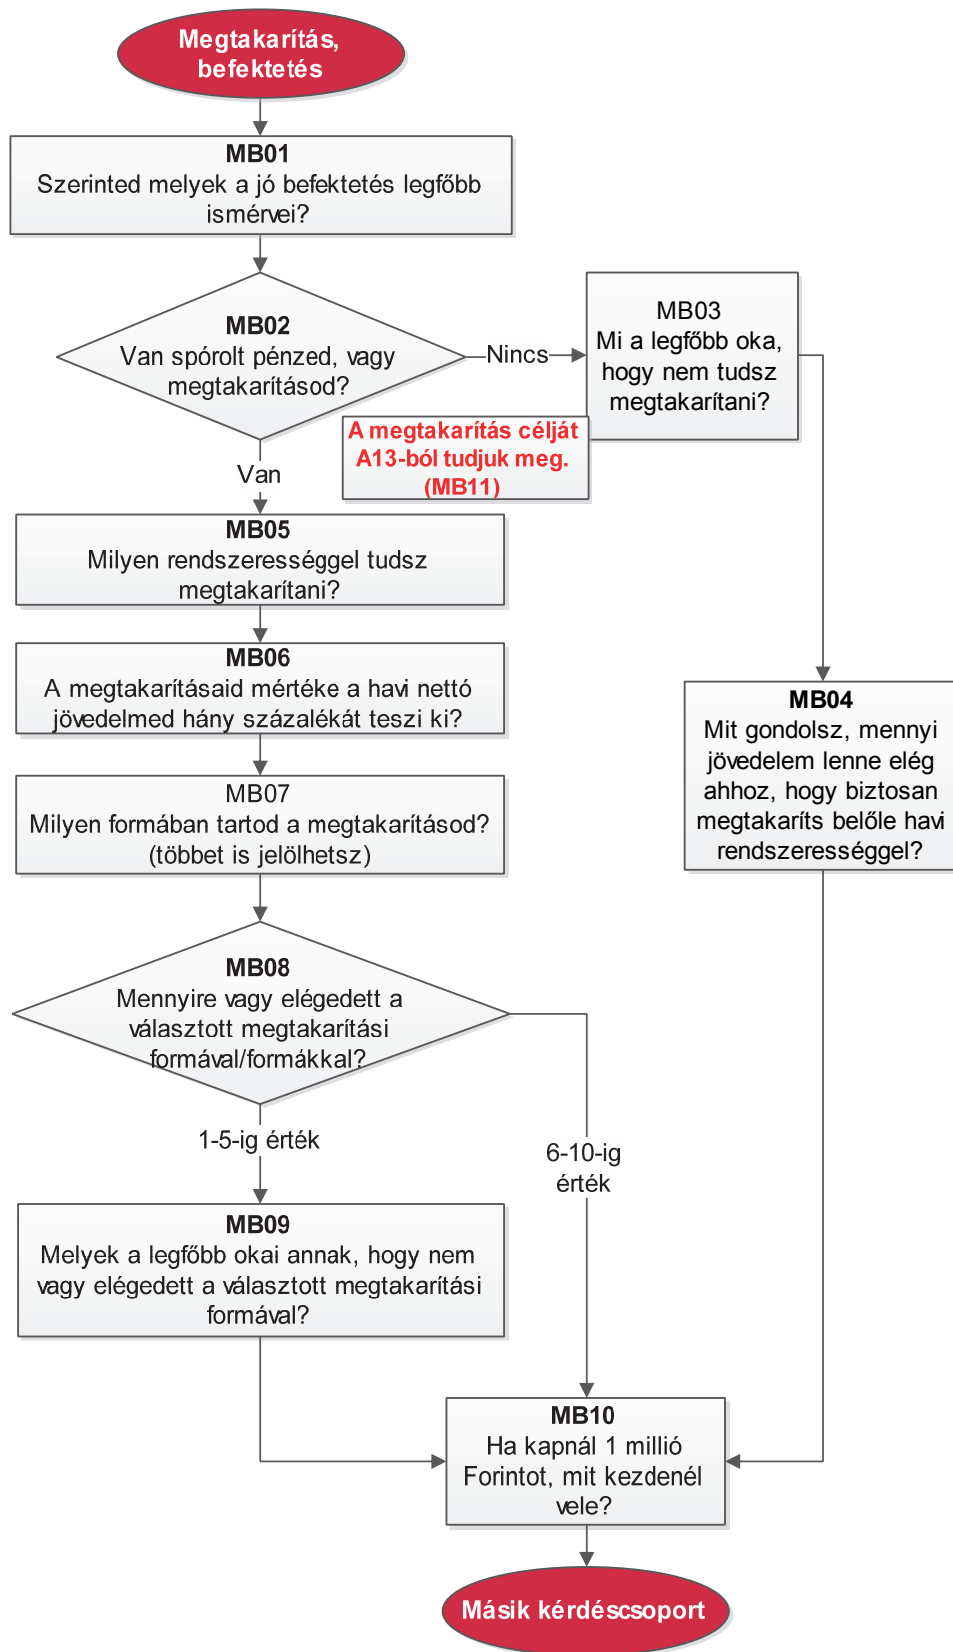 Megtakarítás,
befektetés
MB01
Szerinted melyek a jó befektetés legfőbb
ismérvei?
MB02
Van spórolt pénzed, vagy
megtakarításod?
Nincs
MB03
Mi a legfőbb oka,
hogy nem tudsz
megtakarítani?
A megtakarítás célját
A13-ból tudjuk meg.
(MB11)
Van
MB05
Milyen rendszerességgel tudsz
megtakarítani?
MB06
A megtakarításaid mértéke a havi nettó
jövedelmed hány százalékát teszi ki?
MB04
Mit gondolsz, mennyi
jövedelem lenne elég
ahhoz, hogy biztosan
megtakaríts belőle havi
rendszerességgel?
MB07
Milyen formában tartod a megtakarításod?
(többet is jelölhetsz)
MB08
Mennyire vagy elégedett a
választott megtakarítási
formával/formákkal?
1-5-ig érték
6-10-ig
érték
MB09
Melyek a legfőbb okai annak, hogy nem
vagy elégedett a választott megtakarítási
formával?
MB10
Ha kapnál 1 millió
Forintot, mit kezdenél
vele?
Másik kérdéscsoport